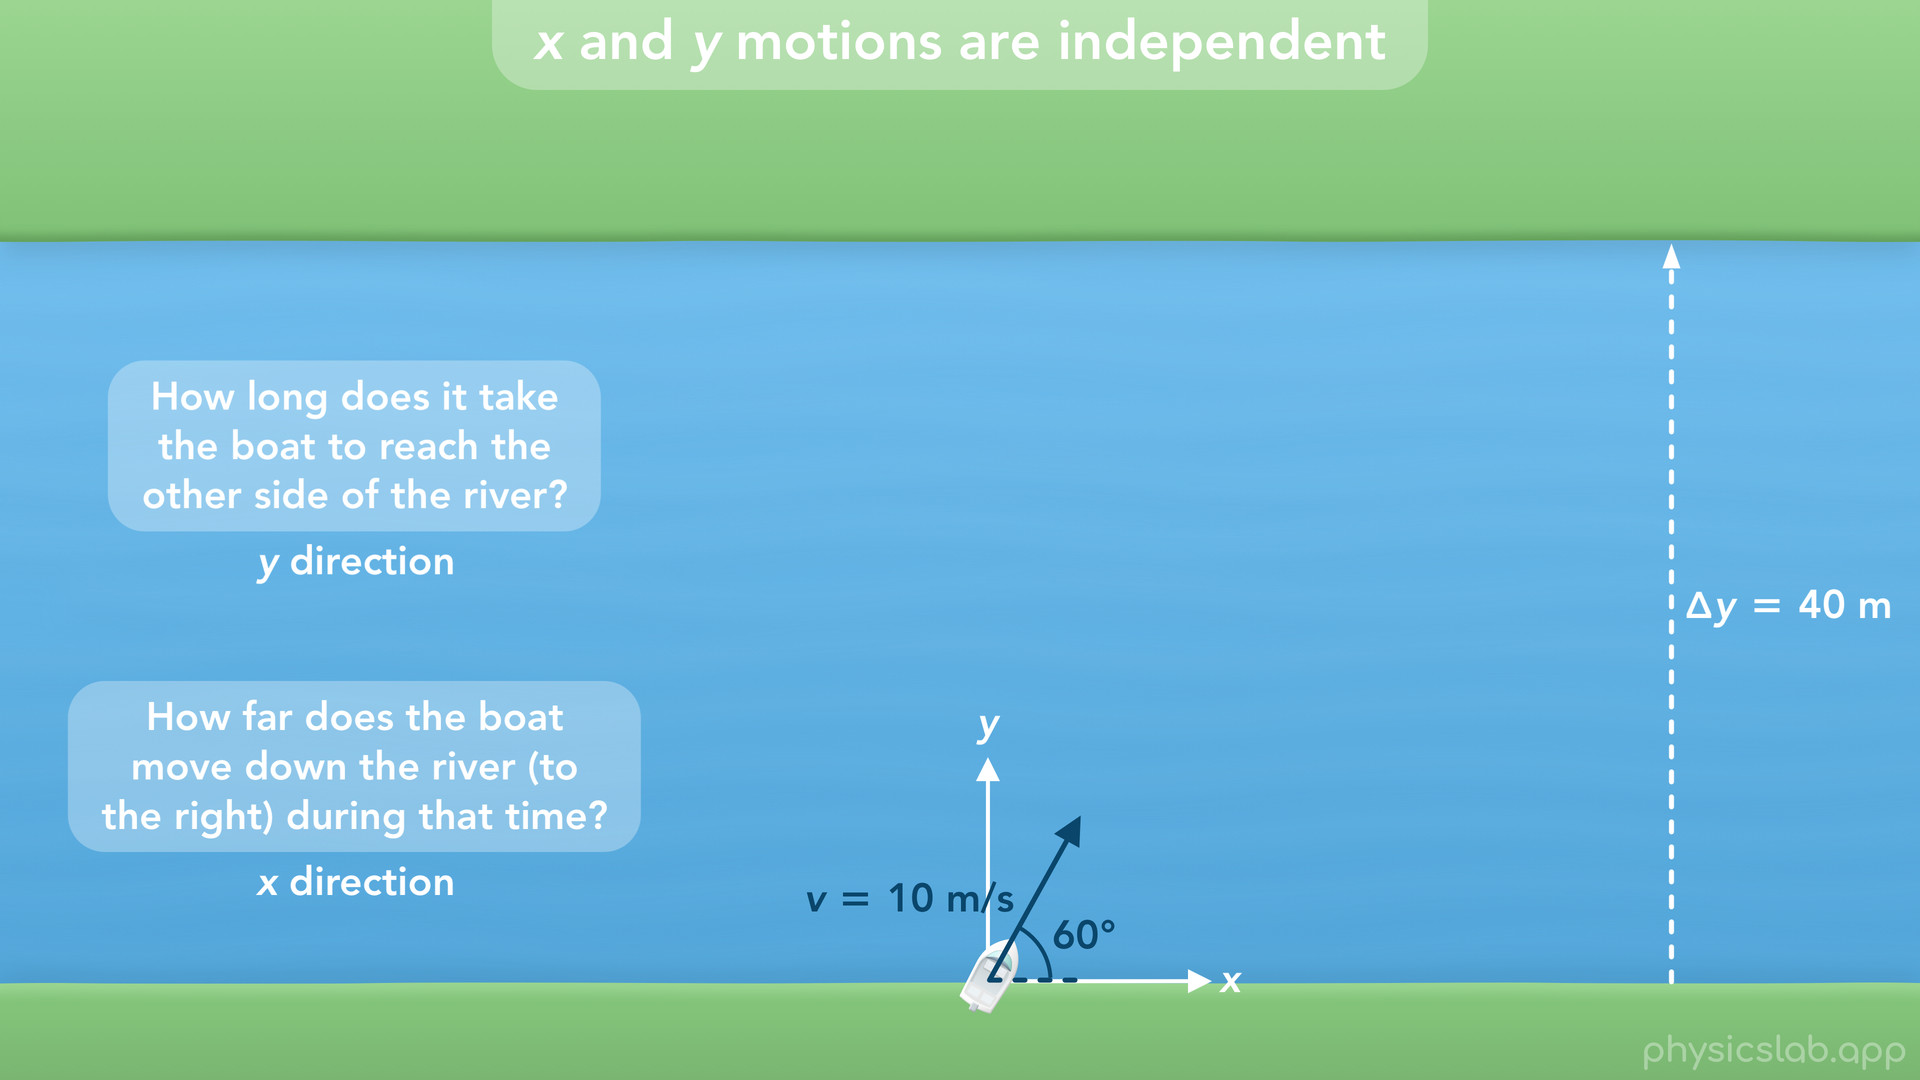 x and y motions are independent
How long does it take
the boat to reach the
other side of the river?
y direction
How far does the boat
move down the river (to
the right) during that time?
x direction
y
v = 10 m/s
60°
x
Δy = 40 m
physicslab.app